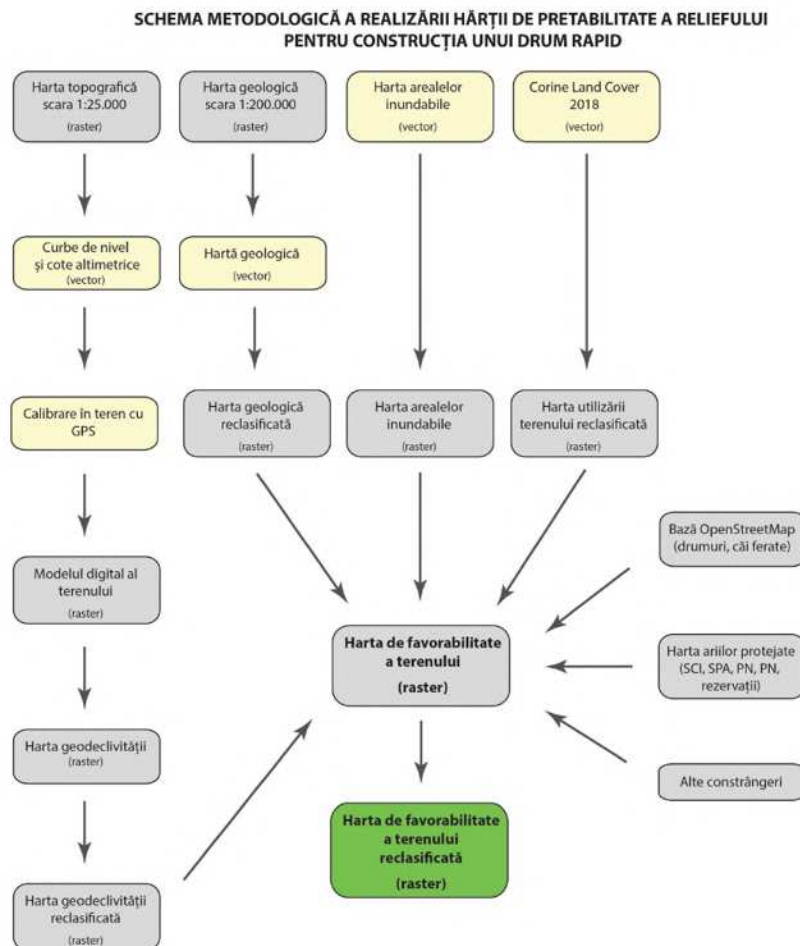 SCHEMA METODOLOGICĂ A REALIZĂRII HĂRȚII DE PRETABILITATE A RELIEFULUI
PENTRU CONSTRUCȚIA UNUI DRUM RAPID
Harta topografică
scara 1:25.000
(raster)
Harta geologică
scara 1:200.000
(raster)
Harta arealelor
inundabile
(vector)
Corine Land Cover
2018
(vector)
Curbe de nivel
și cote altimetrice
(vector)
Hartă geologică
(vector)
Calibrare în teren cu
GPS
Harta geologică
reclasificată
(raster)
Harta arealelor
inundabile
(raster)
Harta utilizării
terenului reclasificată
(raster)
Modelul digital al
terenului
(raster)
Bază OpenStreetMap
(drumuri, căi ferate)
Harta de favorabilitate
a terenului
(raster)
Harta ariilor protejate
(SCI, SPA, PN, PN,
rezervații)
Harta geodeclivității
(raster)
Alte constrângeri
Harta de favorabilitate
a terenului
reclasificată
(raster)
Harta geodeclivității
reclasificată
(raster)